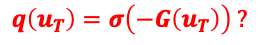 q(u_T) = σ(−G(u_T)) ?